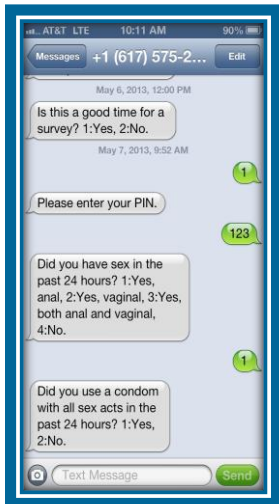 AT&T LTE 10:11 AM 90%
Messages +1 (617) 575-2... Edit
May 6, 2013, 12:00 PM
Is this a good time for a
survey? 1:Yes, 2:No.
May 7, 2013, 9:52 AM
1
Please enter your PIN.
123
Did you have sex in the
past 24 hours? 1:Yes,
anal, 2:Yes, vaginal, 3:Yes,
both anal and vaginal,
4:No.
1
Did you use a condom
with all sex acts in the
past 24 hours? 1:Yes,
2:No.
Text Message Send